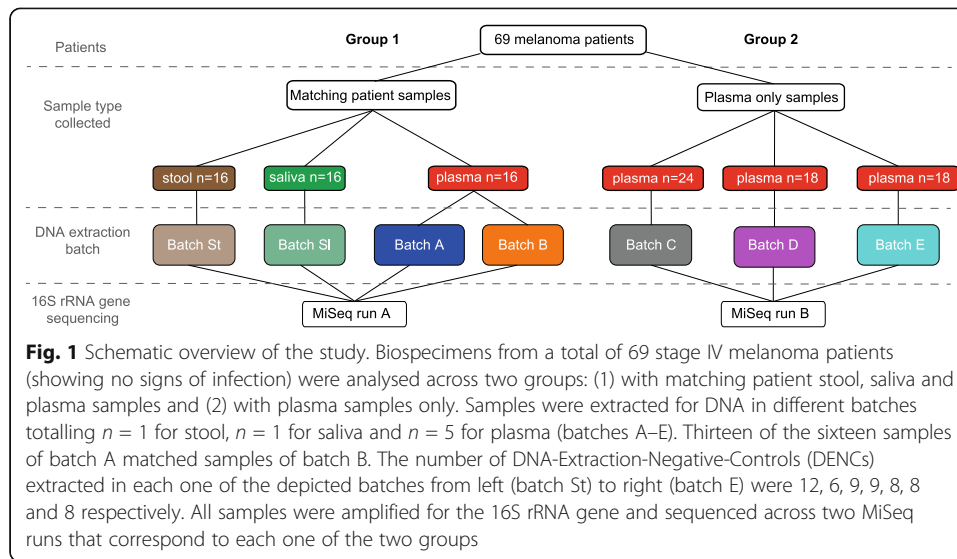 Patients
Group 1
69 melanoma patients
Group 2
Sample type
collected
Matching patient samples
Plasma only samples
stool n=16
saliva n=16
plasma n=16
plasma n=24
plasma n=18
plasma n=18
DNA extraction
batch
Batch St
Batch Sl
Batch A
Batch B
Batch C
Batch D
Batch E
16S rRNA gene
sequencing
MiSeq run A
MiSeq run B
Fig. 1 Schematic overview of the study. Biospecimens from a total of 69 stage IV melanoma patients
(showing no signs of infection) were analysed across two groups: (1) with matching patient stool, saliva and
plasma samples and (2) with plasma samples only. Samples were extracted for DNA in different batches
totalling n = 1 for stool, n = 1 for saliva and n = 5 for plasma (batches A–E). Thirteen of the sixteen samples
of batch A matched samples of batch B. The number of DNA-Extraction-Negative-Controls (DENCs)
extracted in each one of the depicted batches from left (batch St) to right (batch E) were 12, 6, 9, 9, 8, 8
and 8 respectively. All samples were amplified for the 16S rRNA gene and sequenced across two MiSeq
runs that correspond to each one of the two groups